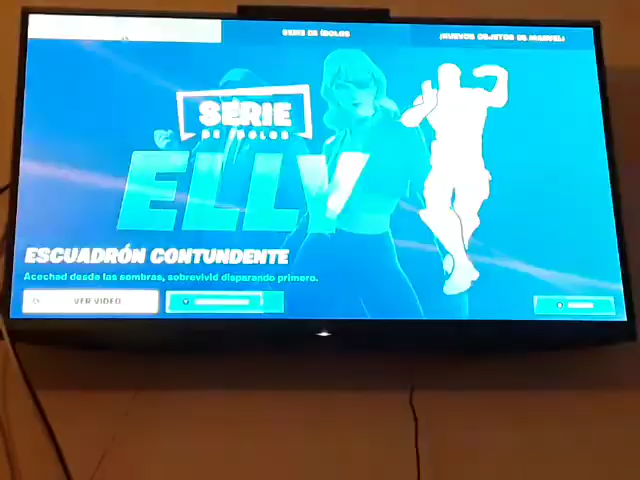 SERIE DE ÍDOLOS
¡NUEVOS OBJETOS DE MARVEL!
SERIE
DE ÍDOLOS
ELLY
ESCUADRÓN CONTUNDENTE
Acechad desde las sombras, sobrevivid disparando primero.
VER VIDEO